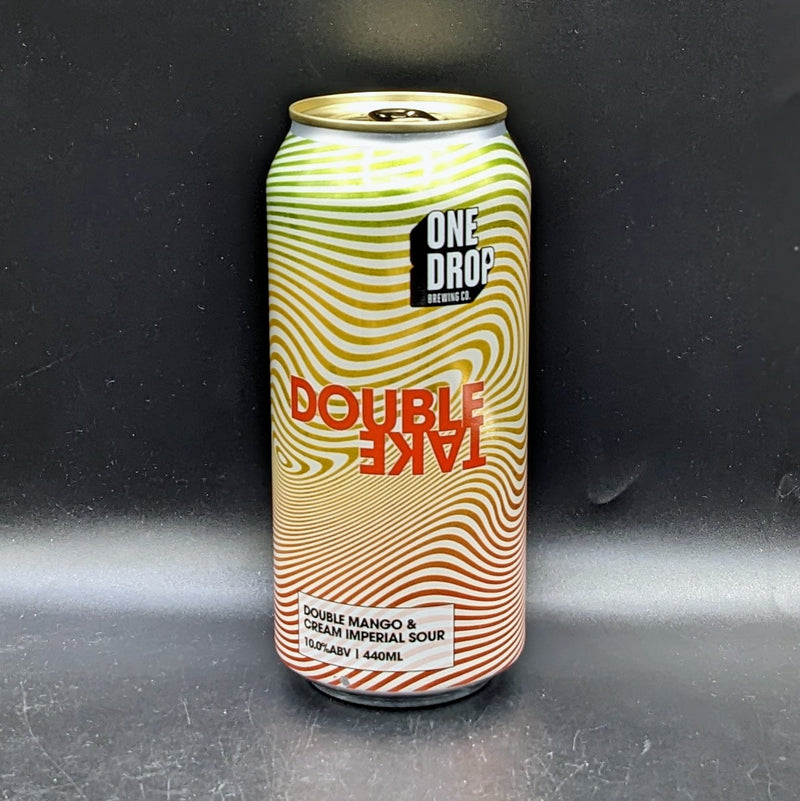 ONE
DROP
BREWING CO.
DOUBLE
TAKE
DOUBLE MANGO &
CREAM IMPERIAL SOUR
10.0%ABV | 440ML